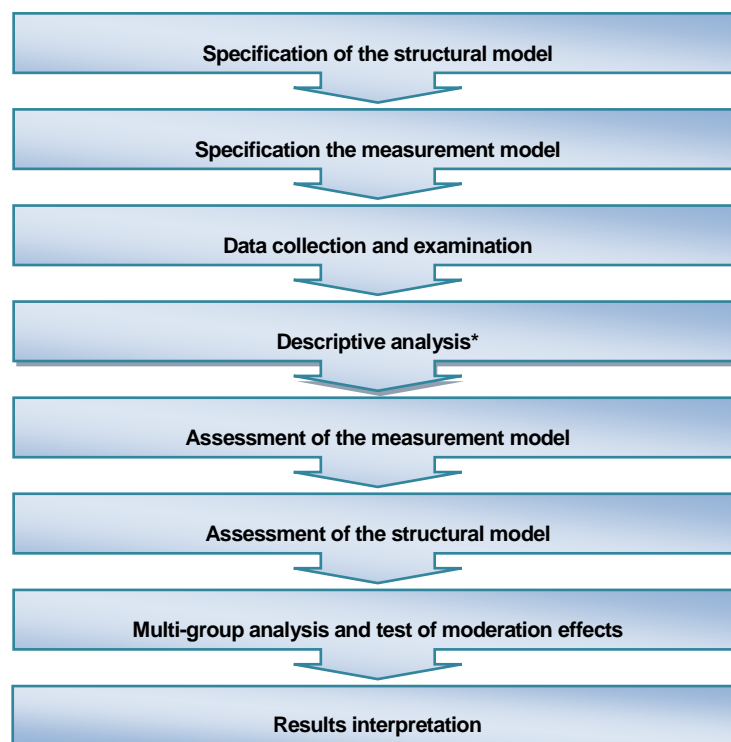 Specification of the structural model
Specification the measurement model
Data collection and examination
Descriptive analysis*
Assessment of the measurement model
Assessment of the structural model
Multi-group analysis and test of moderation effects
Results interpretation